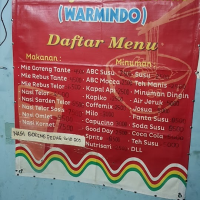 (WARMINDO)
Daftar Menu
Makanan : Minuman :
- Mie Goreng Tante - ABC Susu - Susu
- Mie Rebus Tante - ABC Mocca - Teh Manis
- Mie Rebus Telor - Kapal Api - Minuman Dingin
- Nasi Telor - Kopiko - Air Jeruk
- Nasi Sarden Telor - Coffemix - Josua
- Nasi Telor Sosis - Milo - Fanta Susu
- Nasi Omlet - Capucino - Soda Susu
- Nasi Kornet - Good Day - Coca Cola
NASI GORENG
- Sprite - Teh Susu
- Nutrisari - DLL